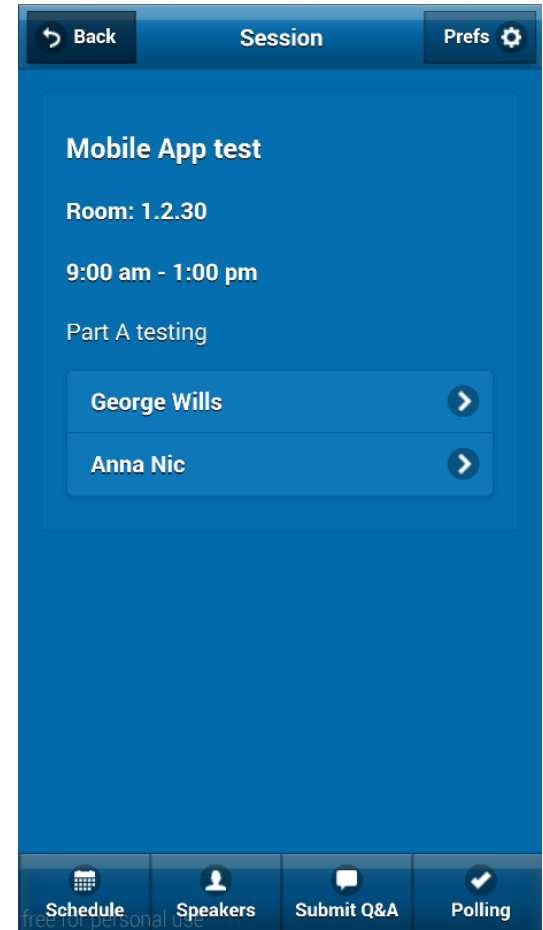 Back Session Prefs
Mobile App test
Room: 1.2.30
9:00 am - 1:00 pm
Part A testing
George Wills
Anna Nic
Schedule Speakers Submit Q&A Polling
free for personal use